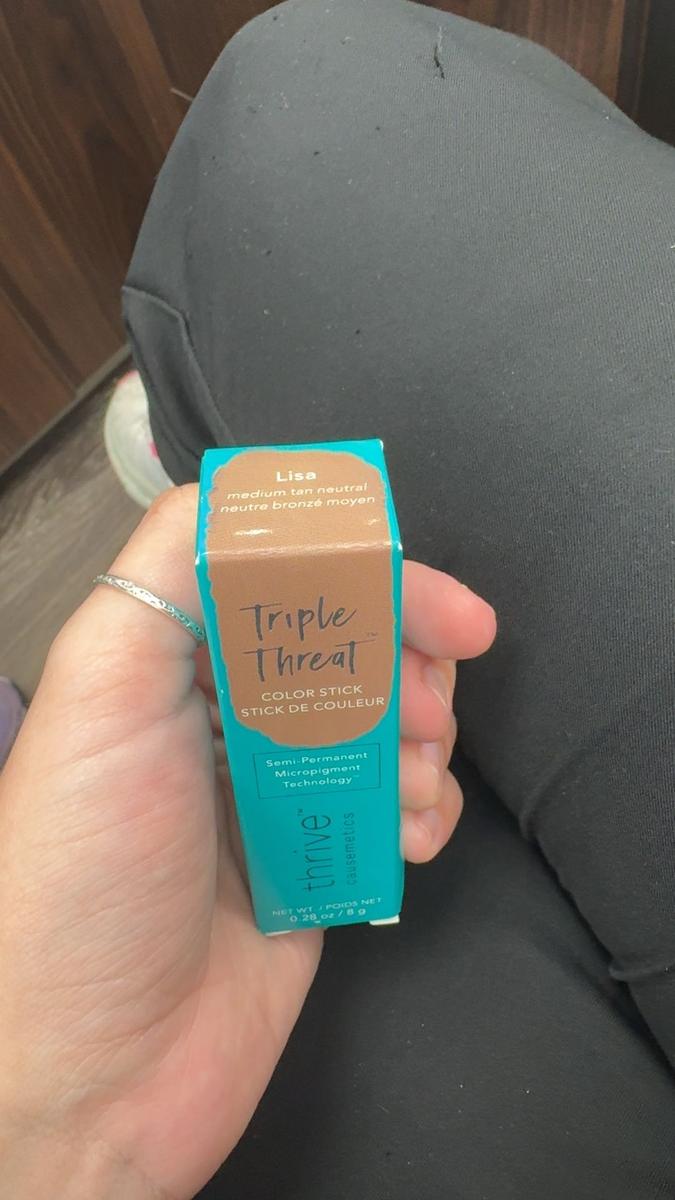 Lisa
medium tan neutral
neutre bronzé moyen
Triple
Threat™
COLOR STICK
STICK DE COULEUR
Semi-Permanent
Micropigment
Technology™
thrive™
causemetics
NET WT. / POIDS NET
0.28 oz / 8 g